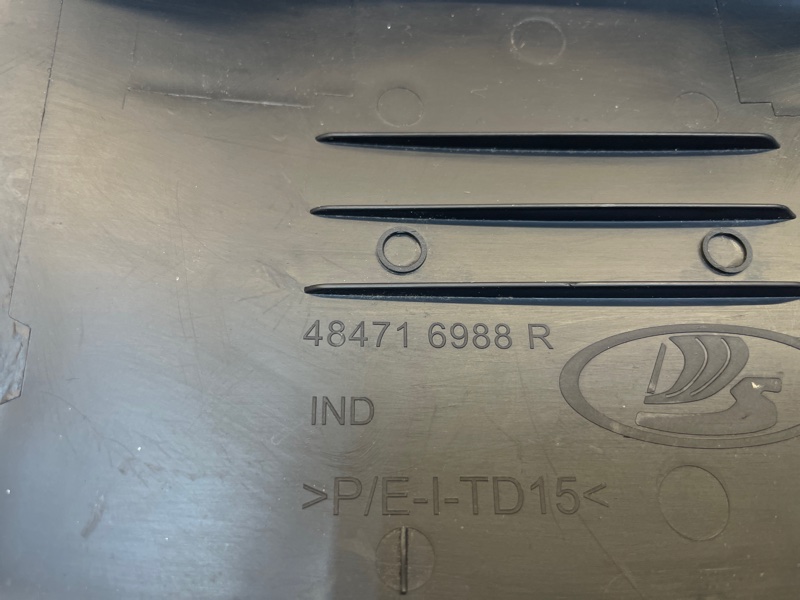 48471 6988 R
IND
>P/E-I-TD15<